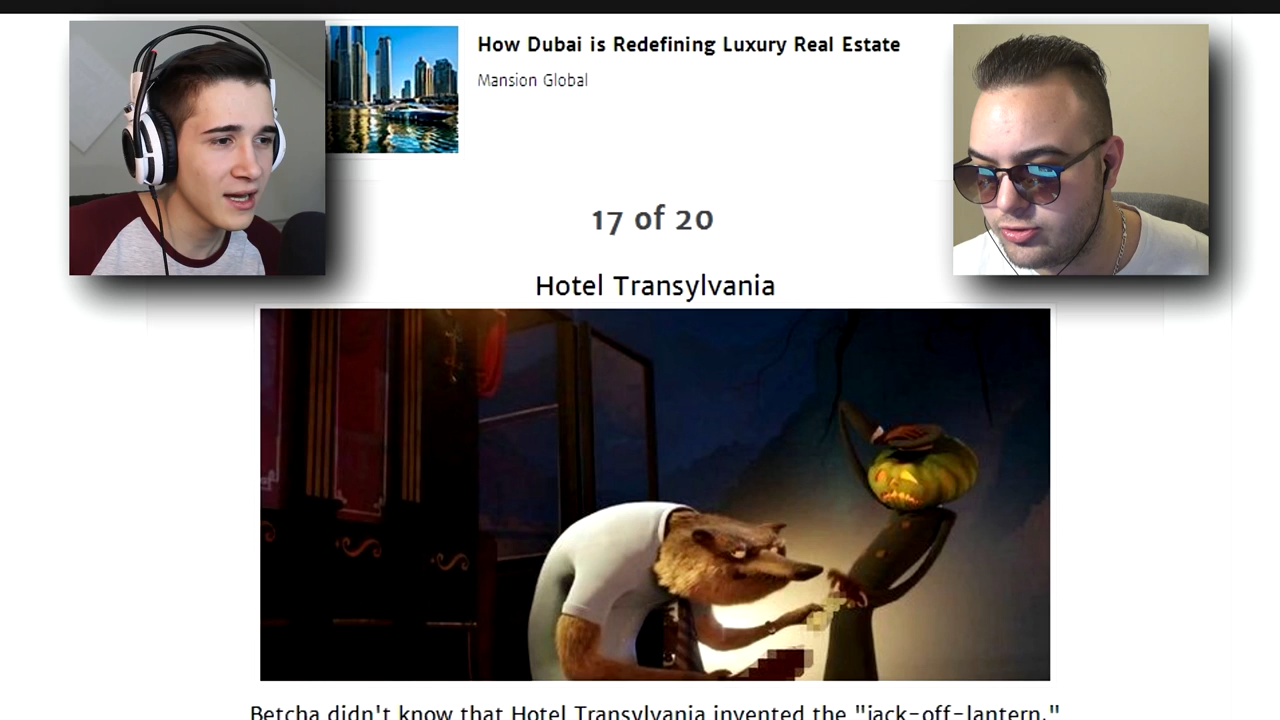 How Dubai is Redefining Luxury Real Estate
Mansion Global
17 of 20
Hotel Transylvania
Betcha didn't know that Hotel Transylvania invented the "jack-off-lantern."